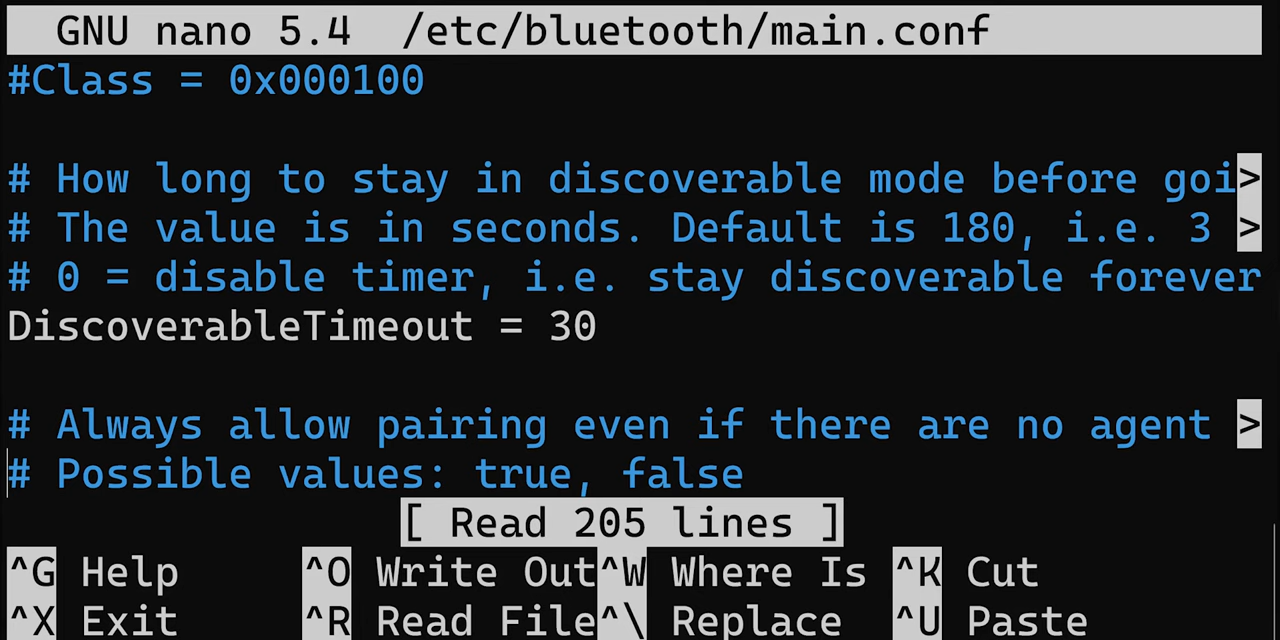 GNU nano 5.4 /etc/bluetooth/main.conf
#Class = 0x000100
# How long to stay in discoverable mode before goi>
# The value is in seconds. Default is 180, i.e. 3 >
# 0 = disable timer, i.e. stay discoverable forever
DiscoverableTimeout = 30
# Always allow pairing even if there are no agent >
# Possible values: true, false
[ Read 205 lines ]
^G Help ^O Write Out ^W Where Is ^K Cut
^X Exit ^R Read File ^\ Replace ^U Paste